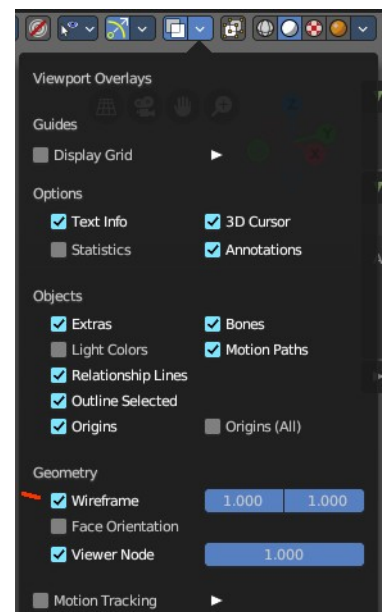 Viewport Overlays
Guides
Display Grid
Options
Text Info 3D Cursor
Statistics Annotations
Objects
Extras Bones
Light Colors Motion Paths
Relationship Lines
Outline Selected
Origins Origins (All)
Geometry
Wireframe 1.000 1.000
Face Orientation
Viewer Node 1.000
Motion Tracking